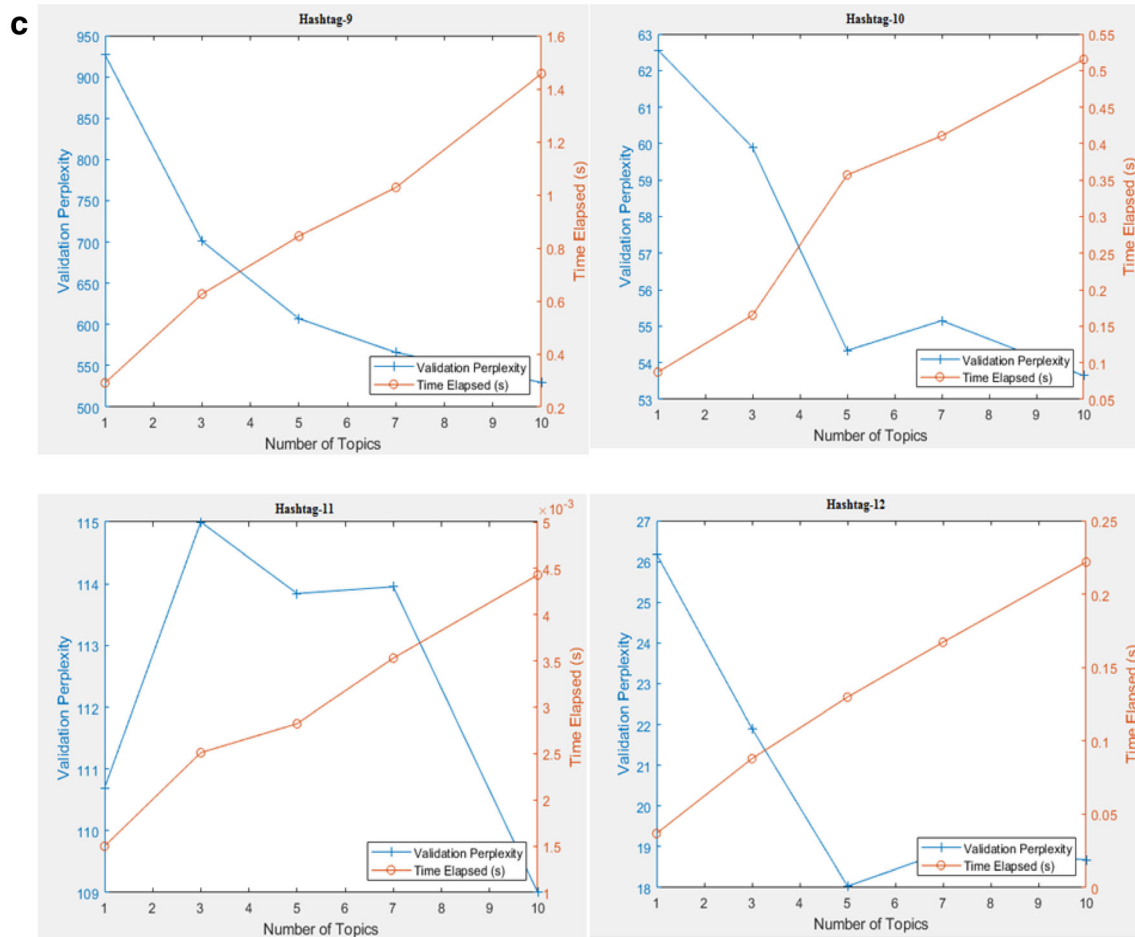 c
Hashtag-9
950
900
850
800
750
700
650
600
550
500
Validation Perplexity
1.6
1.4
1.2
1
0.8
0.6
0.4
0.2
Time Elapsed (s)
1 2 3 4 5 6 7 8 9 10
Number of Topics
Validation Perplexity
Time Elapsed (s)
Hashtag-10
63
62
61
60
59
58
57
56
55
54
53
Validation Perplexity
0.55
0.5
0.45
0.4
0.35
0.3
0.25
0.2
0.15
0.1
0.05
Time Elapsed (s)
1 2 3 4 5 6 7 8 9 10
Number of Topics
Validation Perplexity
Time Elapsed (s)
Hashtag-11
115
114
113
112
111
110
109
Validation Perplexity
×10⁻³
5
4.5
4
3.5
3
2.5
2
1.5
1
Time Elapsed (s)
1 2 3 4 5 6 7 8 9 10
Number of Topics
Validation Perplexity
Time Elapsed (s)
Hashtag-12
27
26
25
24
23
22
21
20
19
18
Validation Perplexity
0.25
0.2
0.15
0.1
0.05
0
Time Elapsed (s)
1 2 3 4 5 6 7 8 9 10
Number of Topics
Validation Perplexity
Time Elapsed (s)